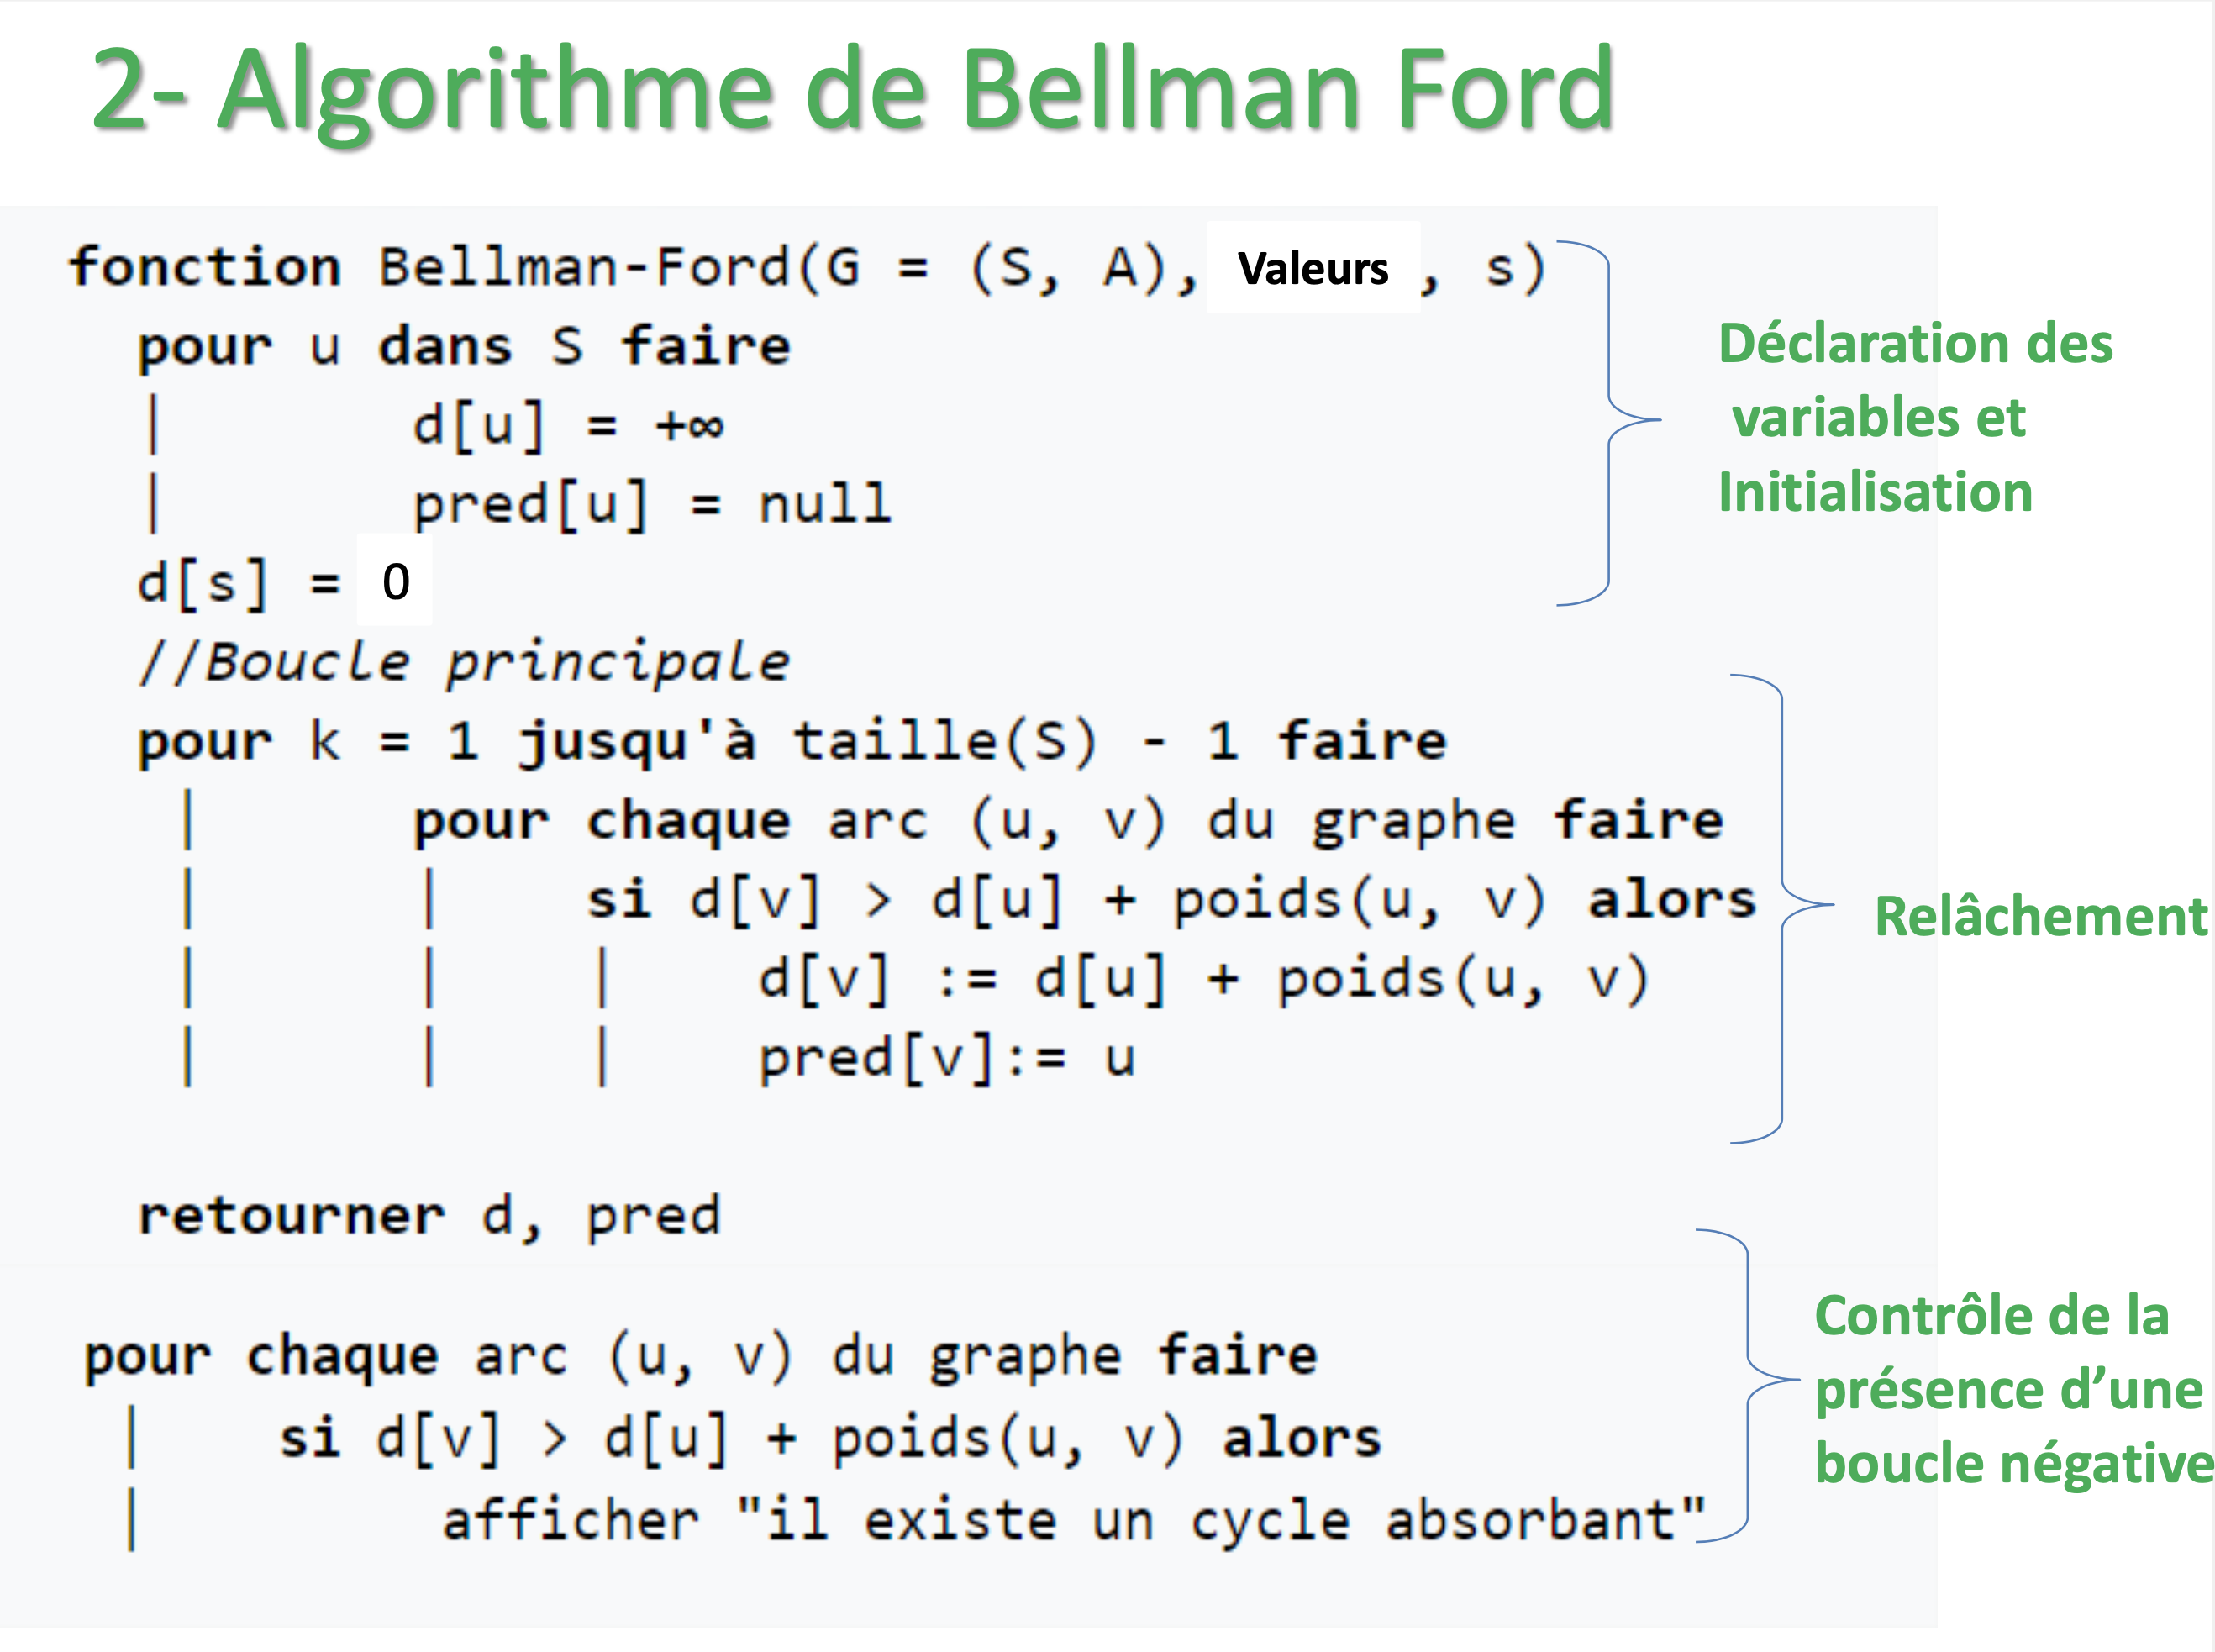 2- Algorithme de Bellman Ford
fonction Bellman-Ford(G = (S, A), Valeurs , s)
pour u dans S faire
| d[u] = +∞
| pred[u] = null
d[s] = 0
Déclaration des
variables et
Initialisation
//Boucle principale
pour k = 1 jusqu'à taille(S) - 1 faire
| pour chaque arc (u, v) du graphe faire
| | si d[v] > d[u] + poids(u, v) alors
| | | d[v] := d[u] + poids(u, v)
| | | pred[v]:= u
Relâchement
retourner d, pred
pour chaque arc (u, v) du graphe faire
| si d[v] > d[u] + poids(u, v) alors
| afficher "il existe un cycle absorbant"
Contrôle de la
présence d’une
boucle négative